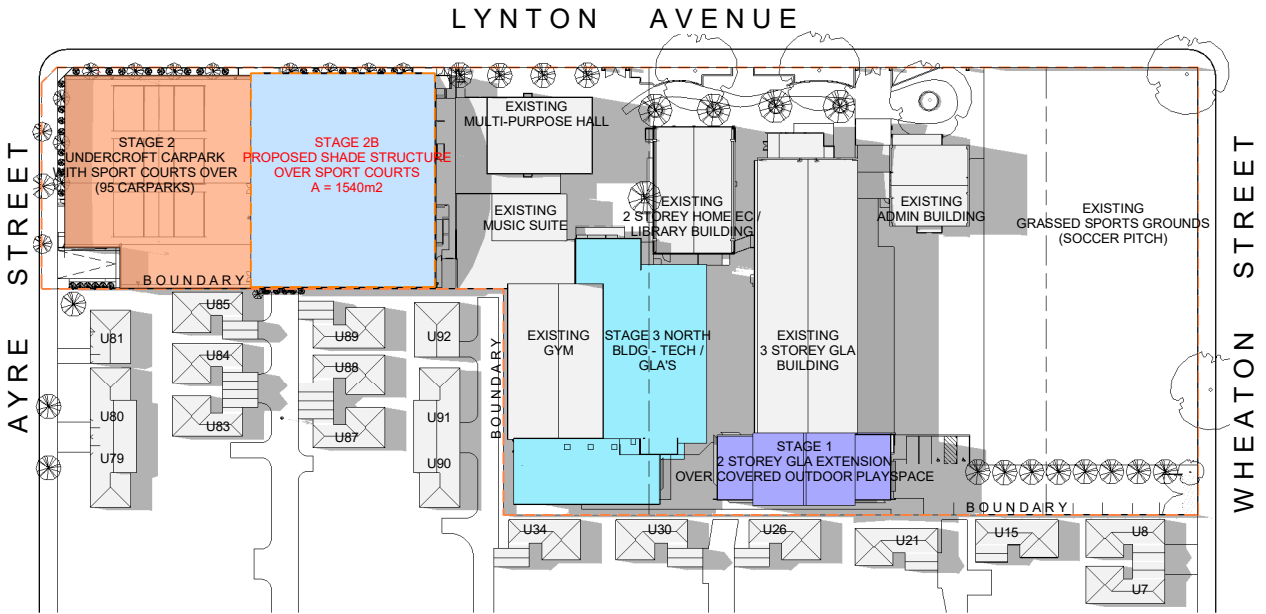 LYNTON AVENUE
AYRE STREET
WHEATON STREET
STAGE 2
UNDERCROFT CARPARK
WITH SPORT COURTS OVER
(95 CARPARKS)
STAGE 2B
PROPOSED SHADE STRUCTURE
OVER SPORT COURTS
A = 1540m2
EXISTING
MULTI-PURPOSE HALL
EXISTING
MUSIC SUITE
EXISTING
2 STOREY HOME EC /
LIBRARY BUILDING
EXISTING
ADMIN BUILDING
EXISTING
GRASSED SPORTS GROUNDS
(SOCCER PITCH)
BOUNDARY
EXISTING
GYM
STAGE 3 NORTH
BLDG - TECH /
GLA'S
EXISTING
3 STOREY GLA
BUILDING
BOUNDARY
STAGE 1
2 STOREY GLA EXTENSION
OVER COVERED OUTDOOR PLAYSPACE
BOUNDARY
U85
U81
U89
U92
U84
U88
U80
U83
U87
U91
U79
U90
U34
U30
U26
U21
U15
U8
U7